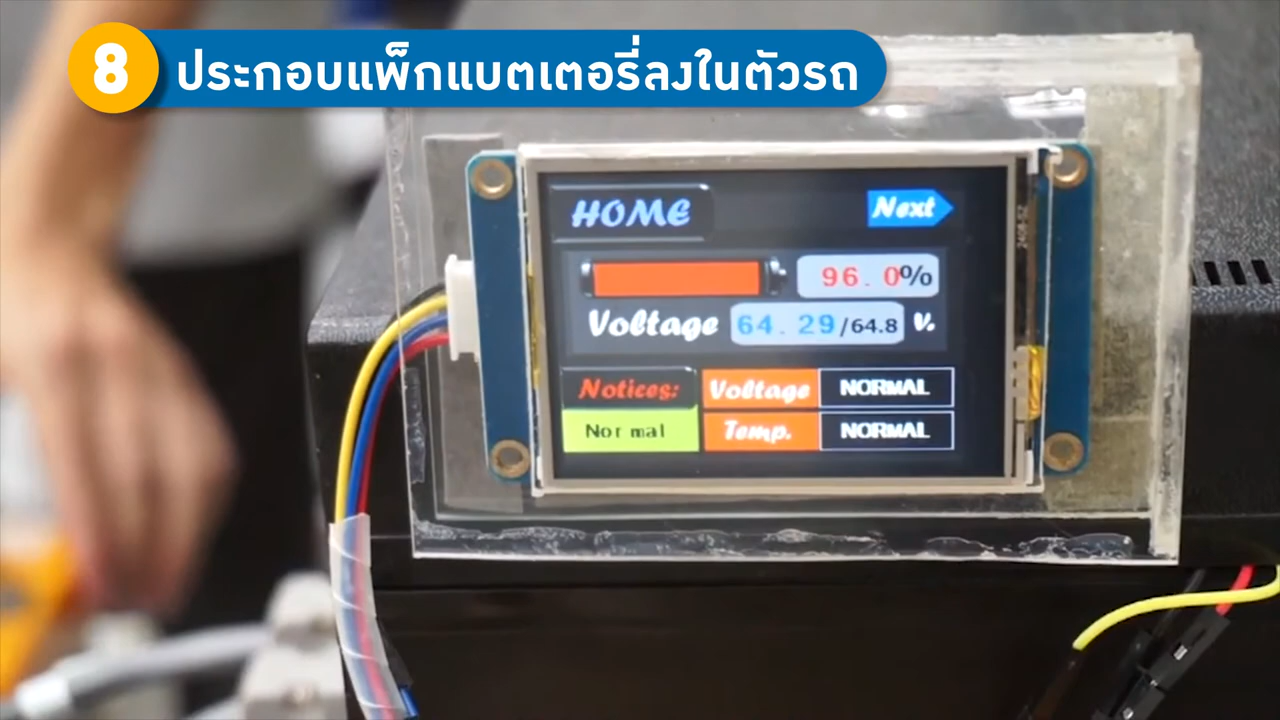 8 ประกอบแพ็กแบตเตอรี่ลงในตัวรถ
HOME Next
96.0%
Voltage 64.29/64.8 V.
Notices: Voltage NORMAL
Normal Temp. NORMAL